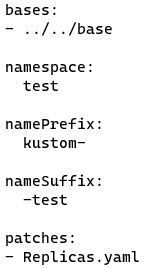 bases:
- ../../base

namespace:
  test

namePrefix:
  kustom-

nameSuffix:
  -test

patches:
- Replicas.yaml